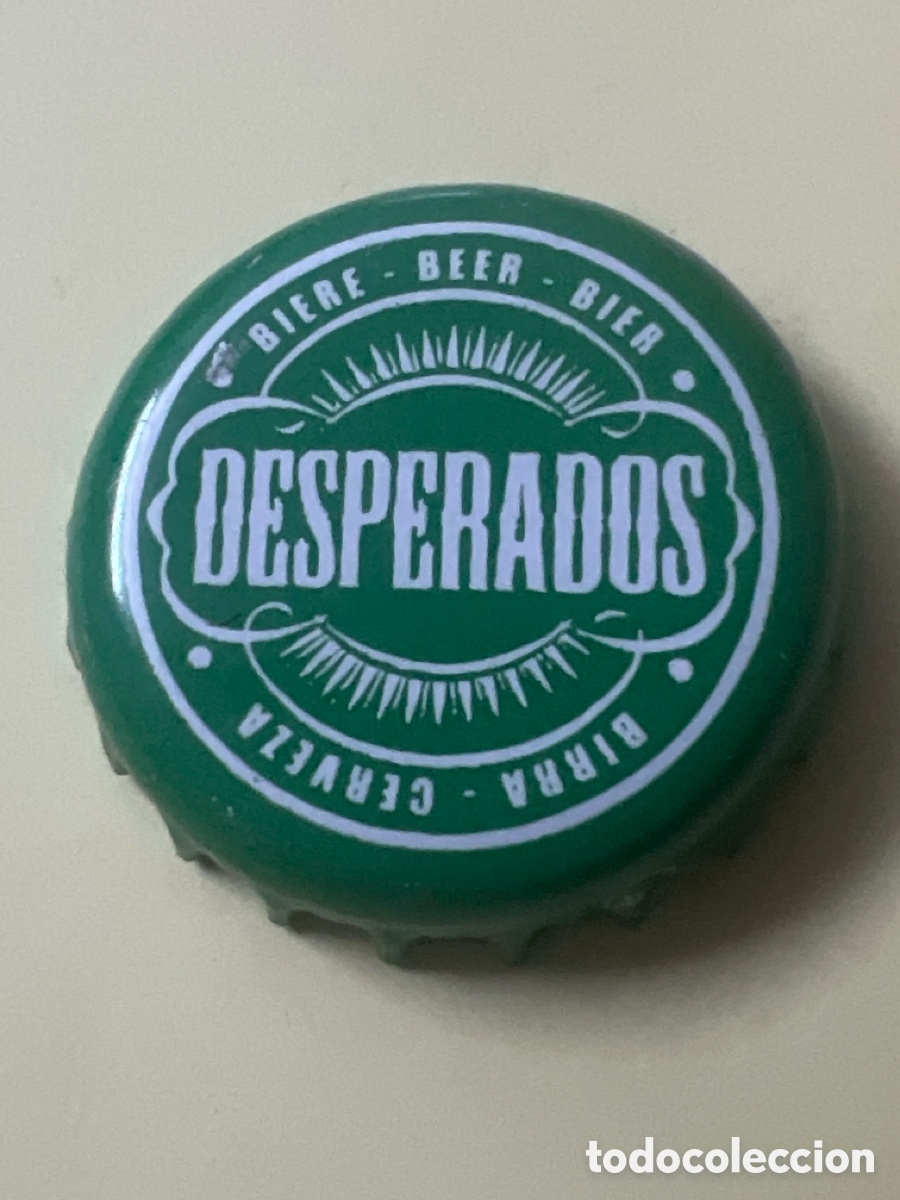 BIERE - BEER - BIER
DESPERADOS
BIRRA - CERVEZA
todocoleccion